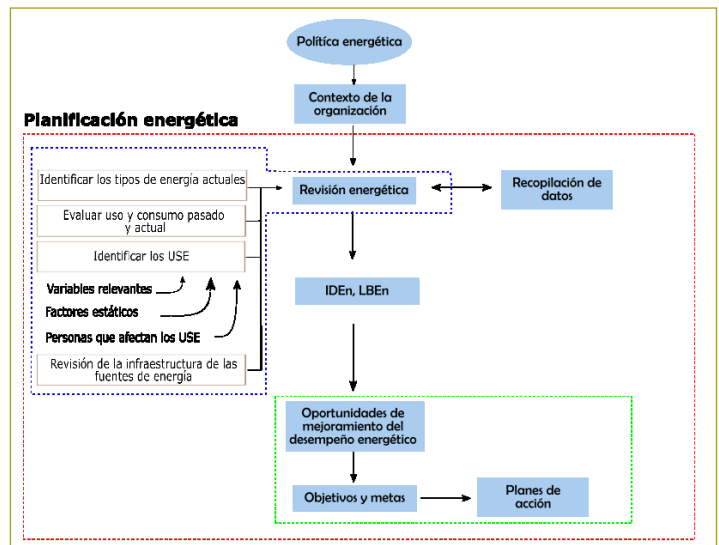 Política energética
Contexto de la
organización
Planificación energética
Identificar los tipos de energía actuales
Revisión energética
Recopilación de
datos
Evaluar uso y consumo pasado
y actual
Identificar los USE
Variables relevantes
Factores estáticos
Personas que afectan los USE
IDEn, LBEn
Revisión de la infraestructura de las
fuentes de energía
Oportunidades de
mejoramiento del
desempeño energético
Objetivos y metas
Planes de
acción